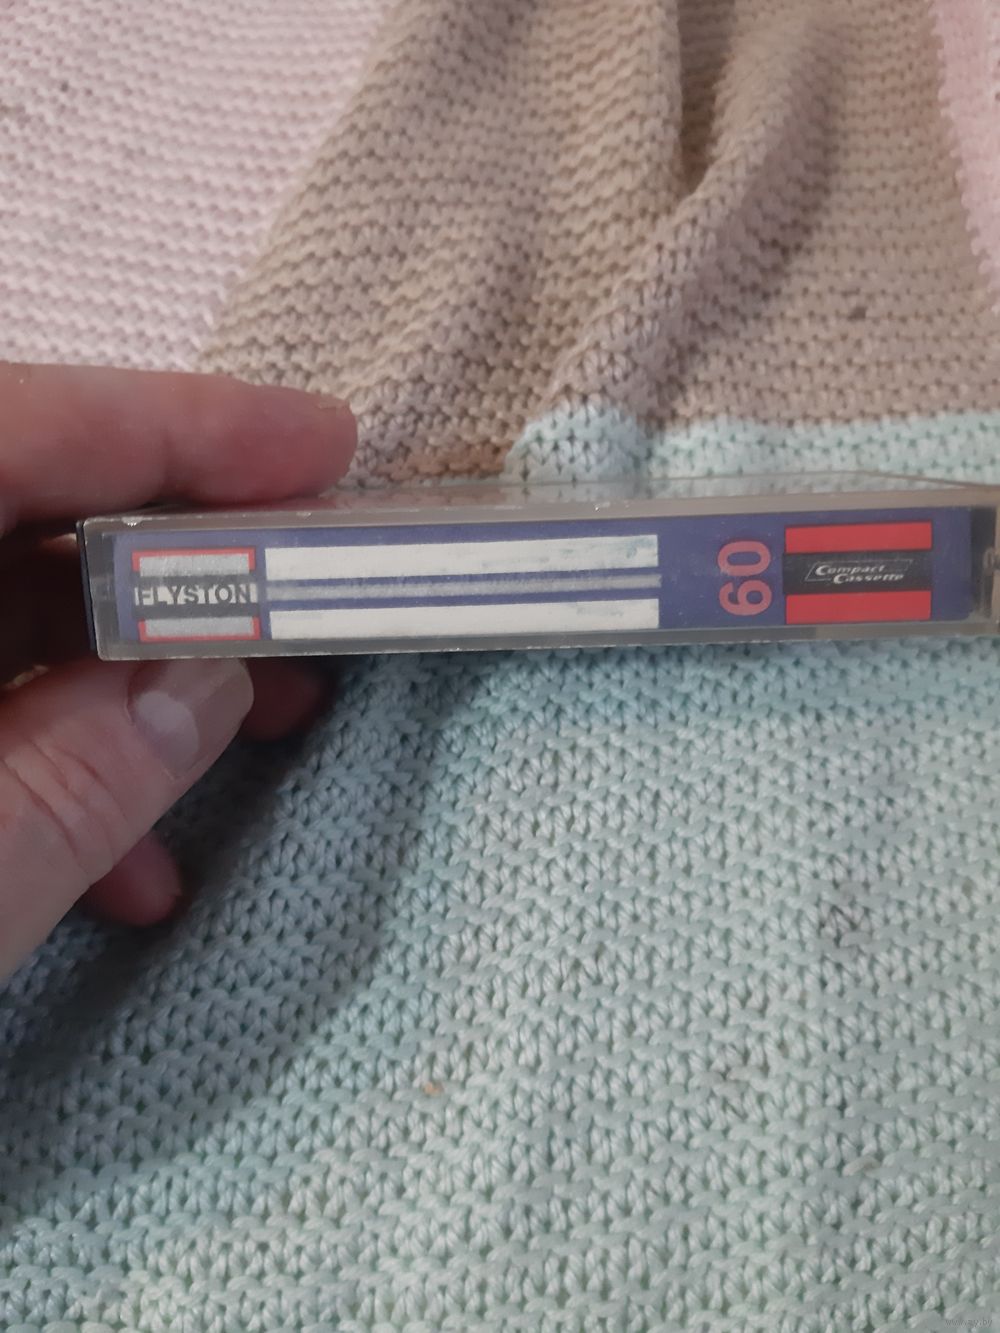 FLYSTON
60
Compact
Cassette